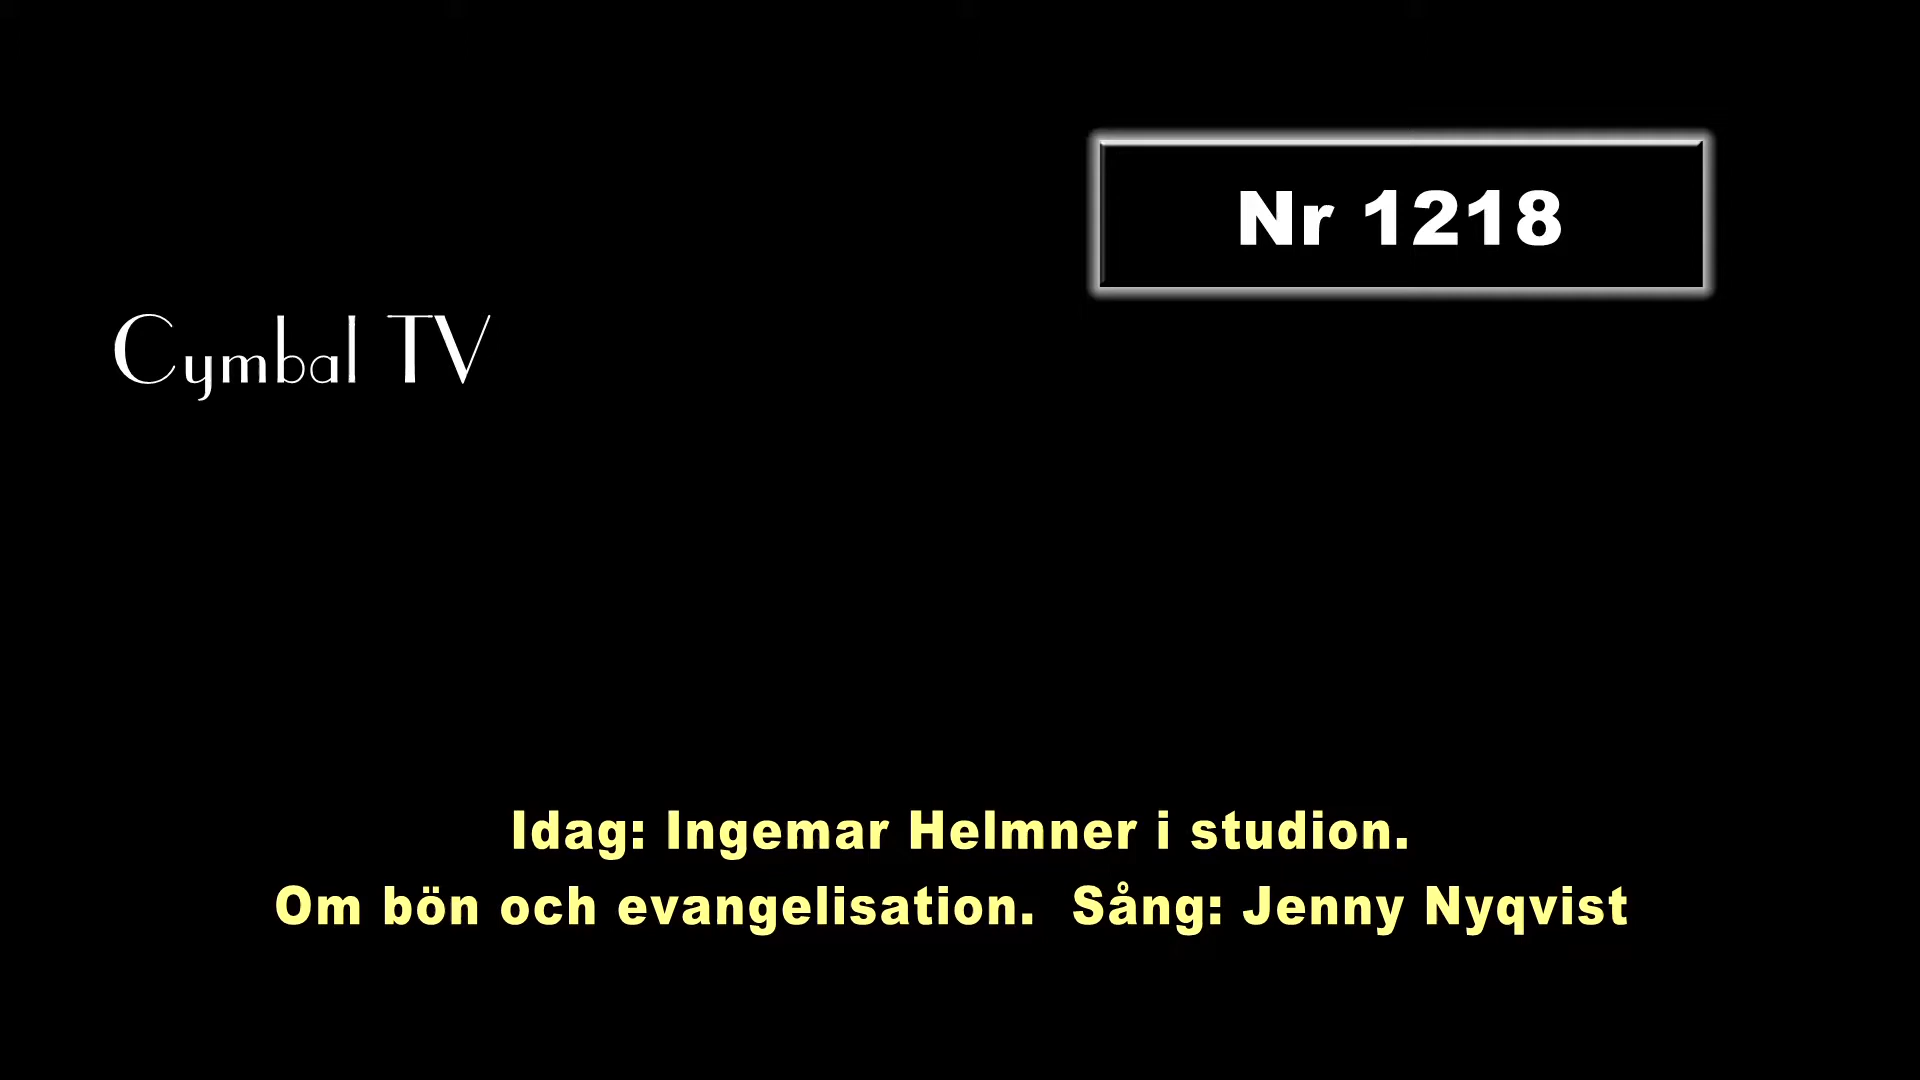 Nr 1218
Cymbal TV
Idag: Ingemar Helmner i studion.
Om bön och evangelisation.  Sång: Jenny Nyqvist